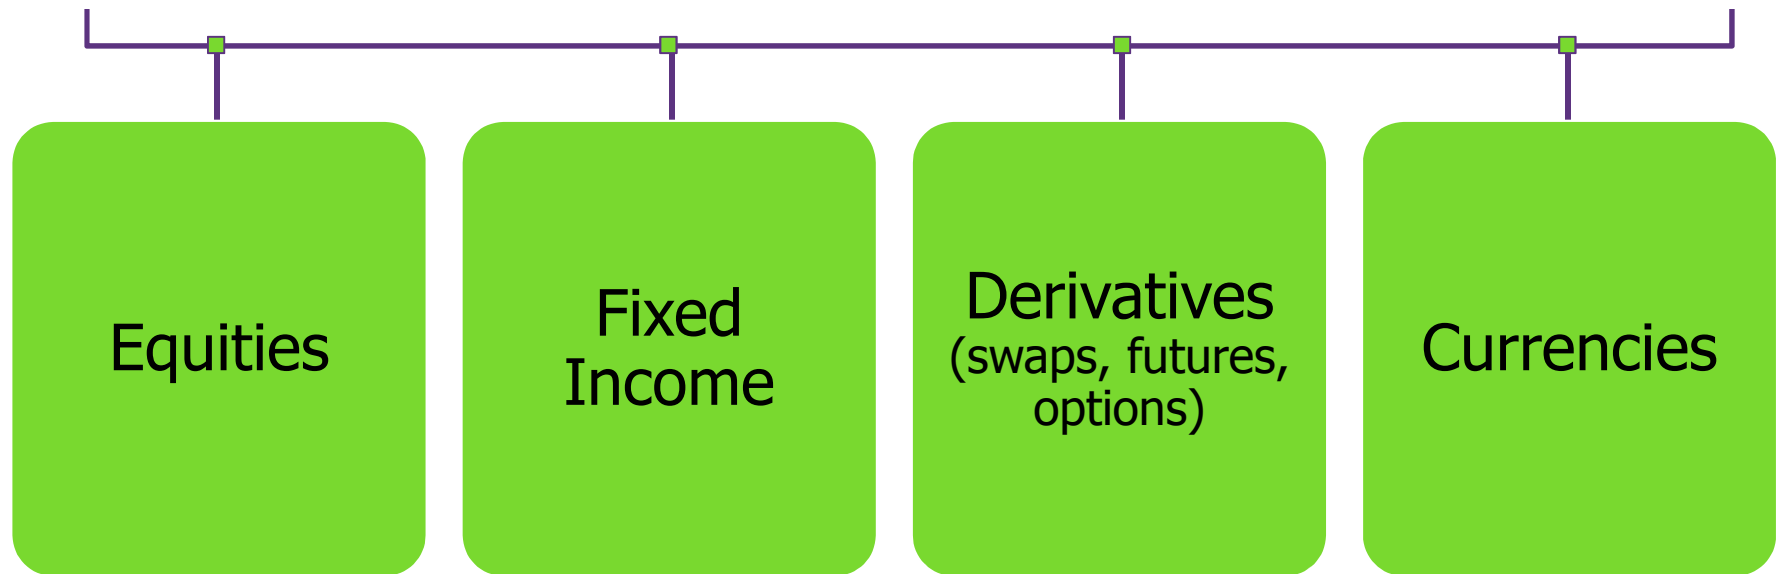 Equities
Fixed
Income
Derivatives
(swaps, futures,
options)
Currencies